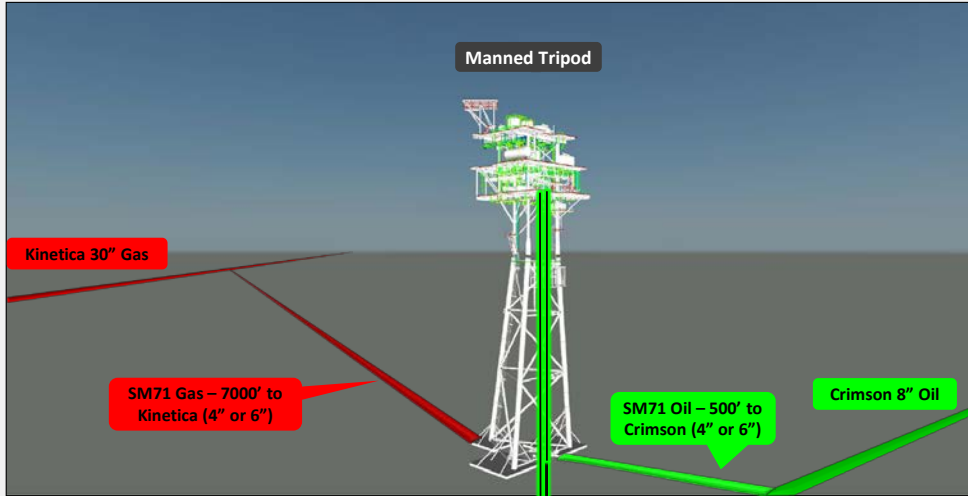 Manned Tripod
Kinetica 30” Gas
SM71 Gas – 7000’ to
Kinetica (4” or 6”)
SM71 Oil – 500’ to
Crimson (4” or 6”)
Crimson 8” Oil